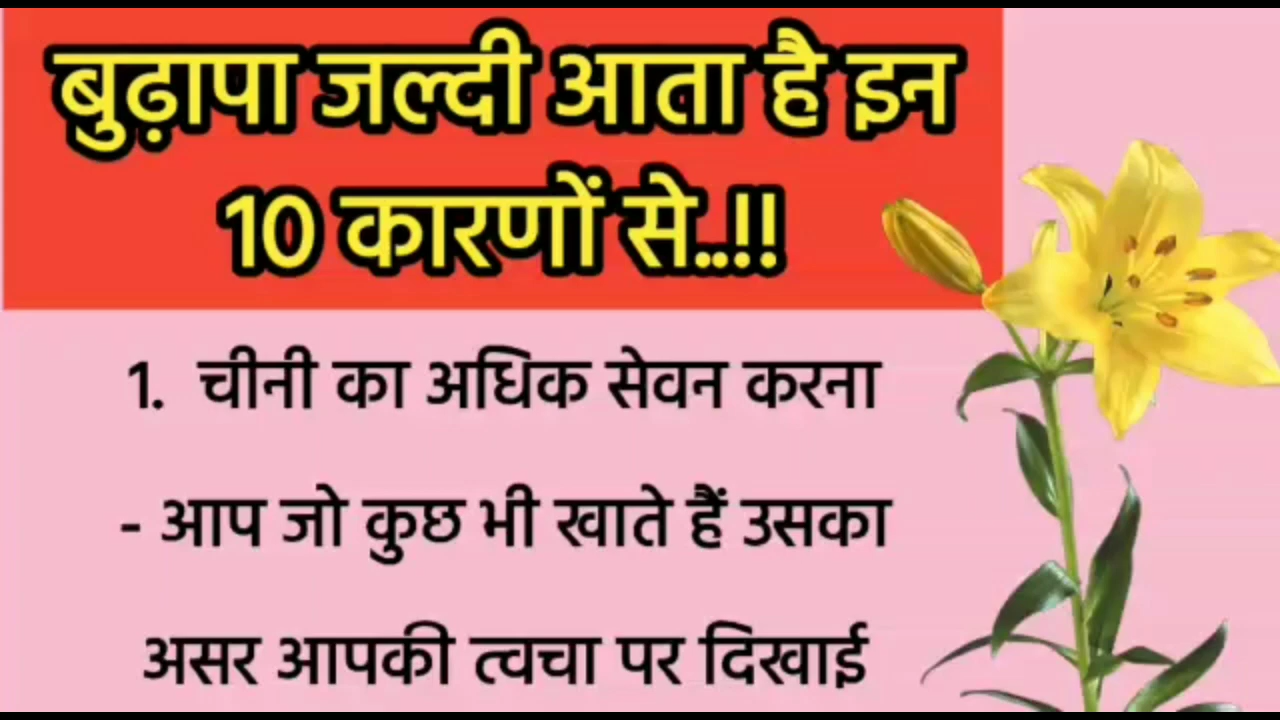 बुढ़ापा जल्दी आता है इन
10 कारणों से..!!
1. चीनी का अधिक सेवन करना
- आप जो कुछ भी खाते हैं उसका
असर आपकी त्वचा पर दिखाई